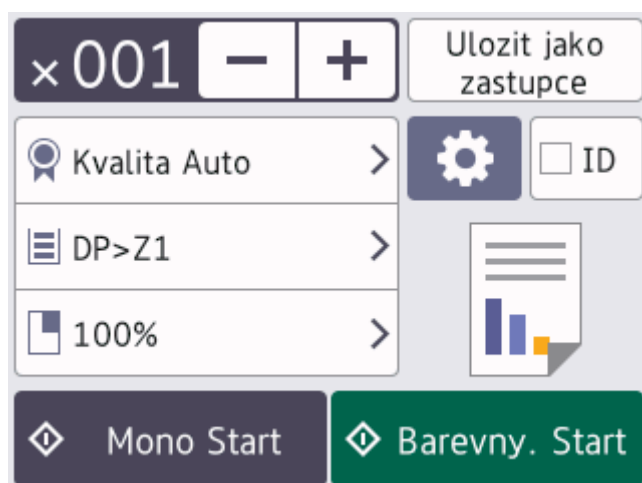 ×001 − +
Ulozit jako
zastupce
Kvalita Auto >
ID
DP>Z1 >
100% >
Mono Start
Barevny. Start